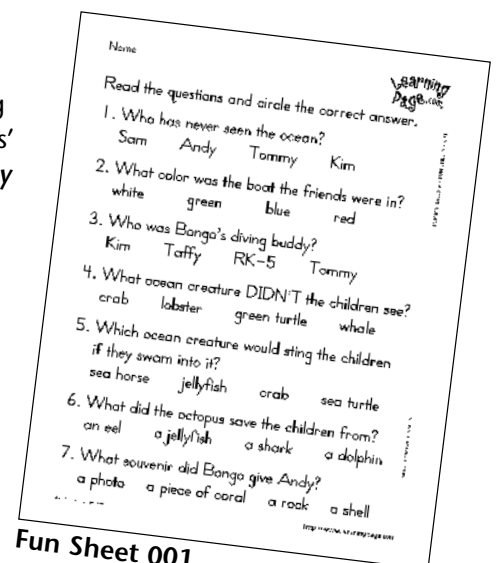 g
s'
y
Name
Learning
Page.com
Read the questions and circle the correct answer.
1. Who has never seen the ocean?
Sam Andy Tommy Kim
2. What color was the boat the friends were in?
white green blue red
3. Who was Bongo's diving buddy?
Kim Taffy RK-5 Tommy
4. What ocean creature DIDN'T the children see?
crab lobster green turtle whale
5. Which ocean creature would sting the children
if they swam into it?
sea horse jellyfish crab sea turtle
6. What did the octopus save the children from?
an eel a jellyfish a shark a dolphin
7. What souvenir did Bongo give Andy?
a photo a piece of coral a rock a shell
Fun Sheet 001